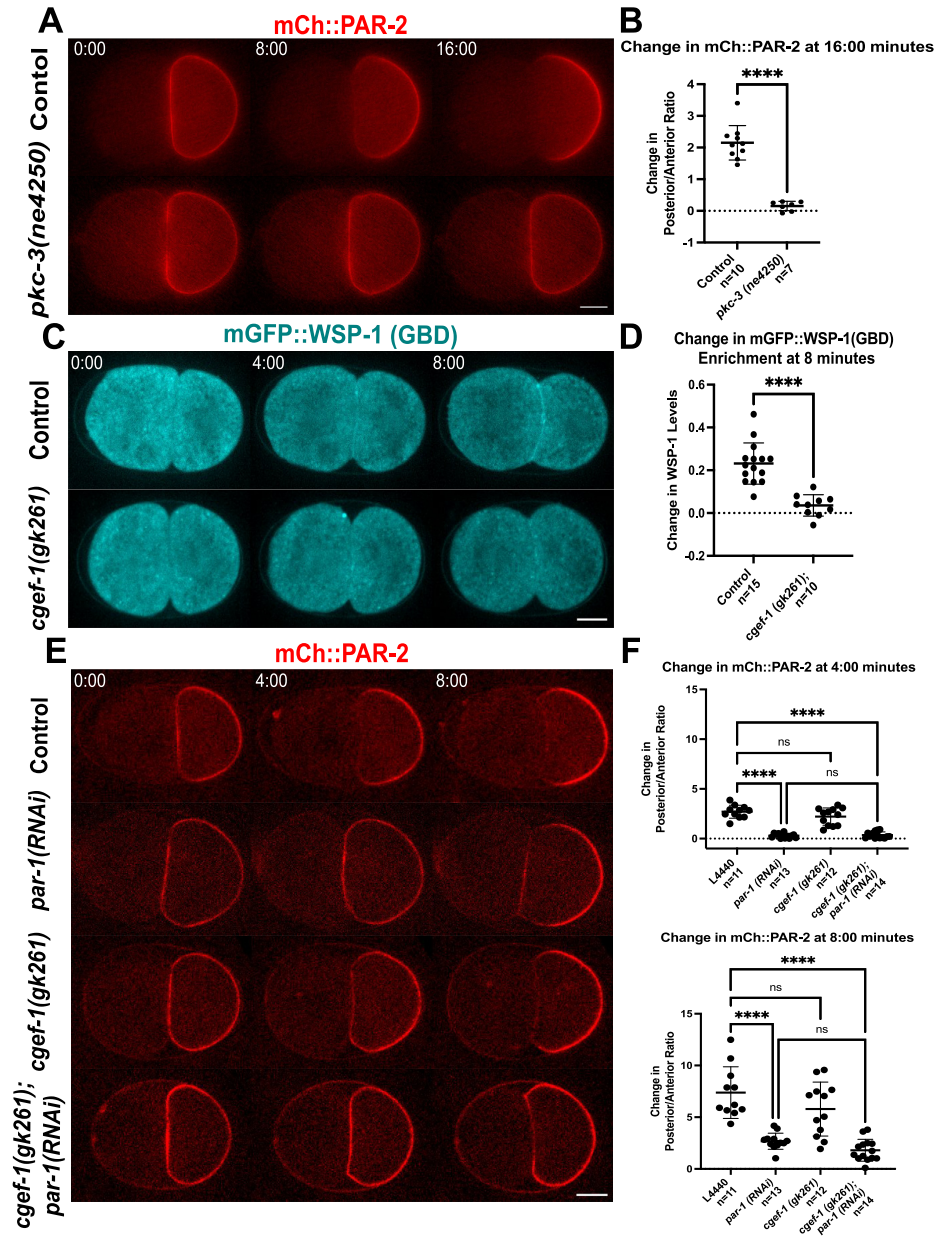 A
mCh::PAR-2
Contol
0:00
8:00
16:00
pkc-3(ne4250)
B
Change in mCh::PAR-2 at 16:00 minutes
****
Change in
Posterior/Anterior Ratio
4
3
2
1
0
-1
Control
n=10
pkc-3 (ne4250)
n=7
C
mGFP::WSP-1 (GBD)
Control
0:00
4:00
8:00
cgef-1(gk261)
D
Change in mGFP::WSP-1(GBD)
Enrichment at 8 minutes
****
Change in WSP-1 Levels
0.6
0.4
0.2
0.0
-0.2
Control
n=15
cgef-1 (gk261);
n=10
E
mCh::PAR-2
Control
0:00
4:00
8:00
par-1(RNAi)
cgef-1(gk261)
cgef-1(gk261);
par-1(RNAi)
F
Change in mCh::PAR-2 at 4:00 minutes
****
ns
****
ns
Change in
Posterior/Anterior Ratio
15
10
5
0
L4440
n=11
par-1 (RNAi)
n=13
cgef-1 (gk261)
n=12
cgef-1 (gk261);
par-1 (RNAi)
n=14
Change in mCh::PAR-2 at 8:00 minutes
****
ns
****
ns
Change in
Posterior/Anterior Ratio
15
10
5
0
L4440
n=11
par-1 (RNAi)
n=13
cgef-1 (gk261)
n=12
cgef-1 (gk261);
par-1 (RNAi)
n=14